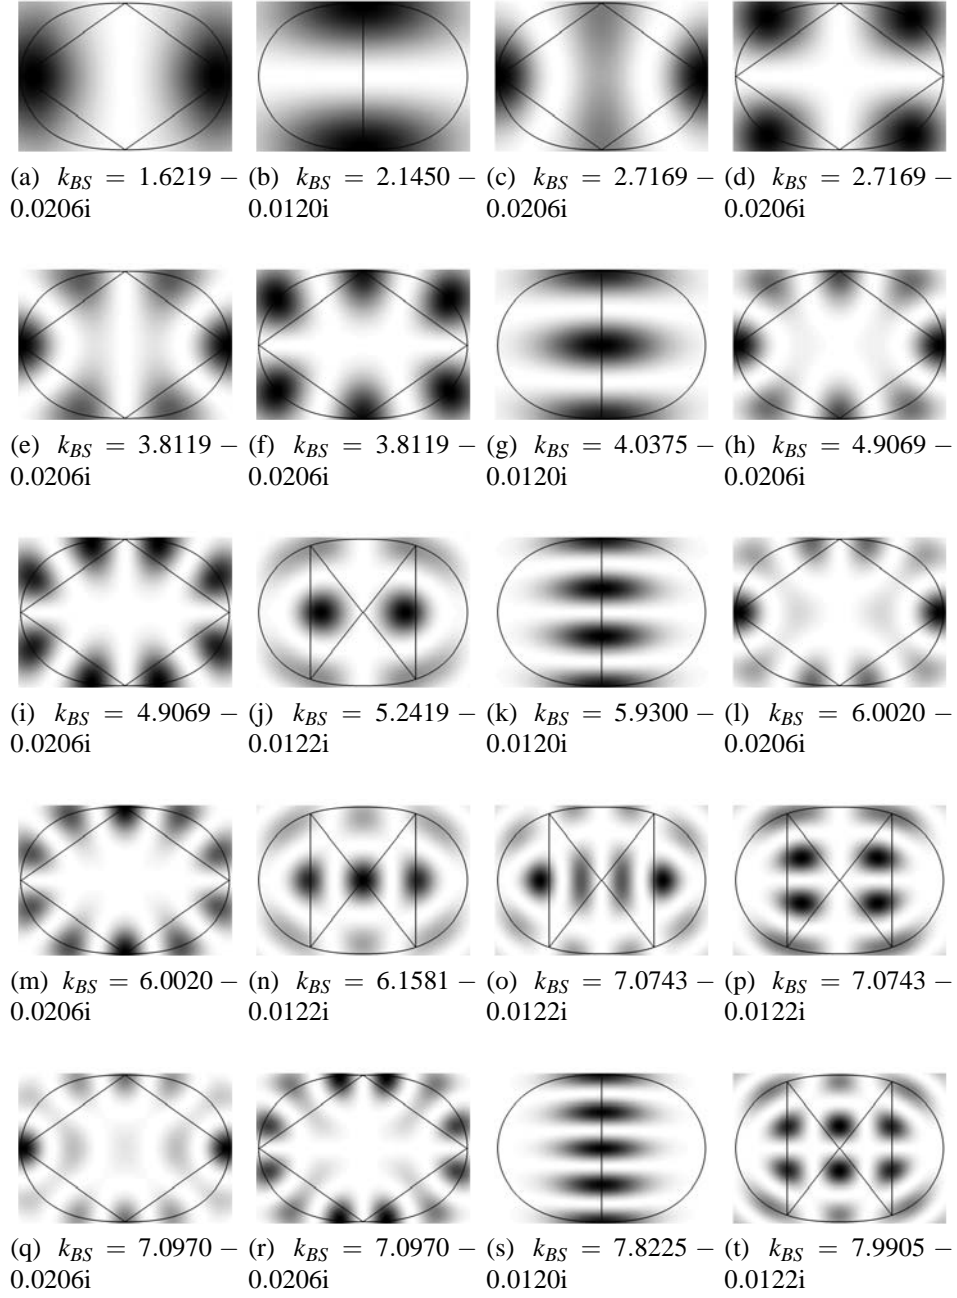 (a) k_BS = 1.6219 −
0.0206i
(b) k_BS = 2.1450 −
0.0120i
(c) k_BS = 2.7169 −
0.0206i
(d) k_BS = 2.7169 −
0.0206i
(e) k_BS = 3.8119 −
0.0206i
(f) k_BS = 3.8119 −
0.0206i
(g) k_BS = 4.0375 −
0.0120i
(h) k_BS = 4.9069 −
0.0206i
(i) k_BS = 4.9069 −
0.0206i
(j) k_BS = 5.2419 −
0.0122i
(k) k_BS = 5.9300 −
0.0120i
(l) k_BS = 6.0020 −
0.0206i
(m) k_BS = 6.0020 −
0.0206i
(n) k_BS = 6.1581 −
0.0122i
(o) k_BS = 7.0743 −
0.0122i
(p) k_BS = 7.0743 −
0.0122i
(q) k_BS = 7.0970 −
0.0206i
(r) k_BS = 7.0970 −
0.0206i
(s) k_BS = 7.8225 −
0.0120i
(t) k_BS = 7.9905 −
0.0122i